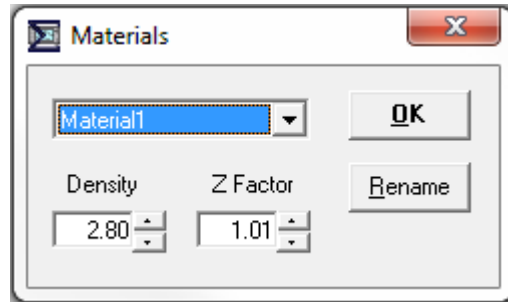 Materials
Material1
OK
Density
Z Factor
Rename
2.80
1.01